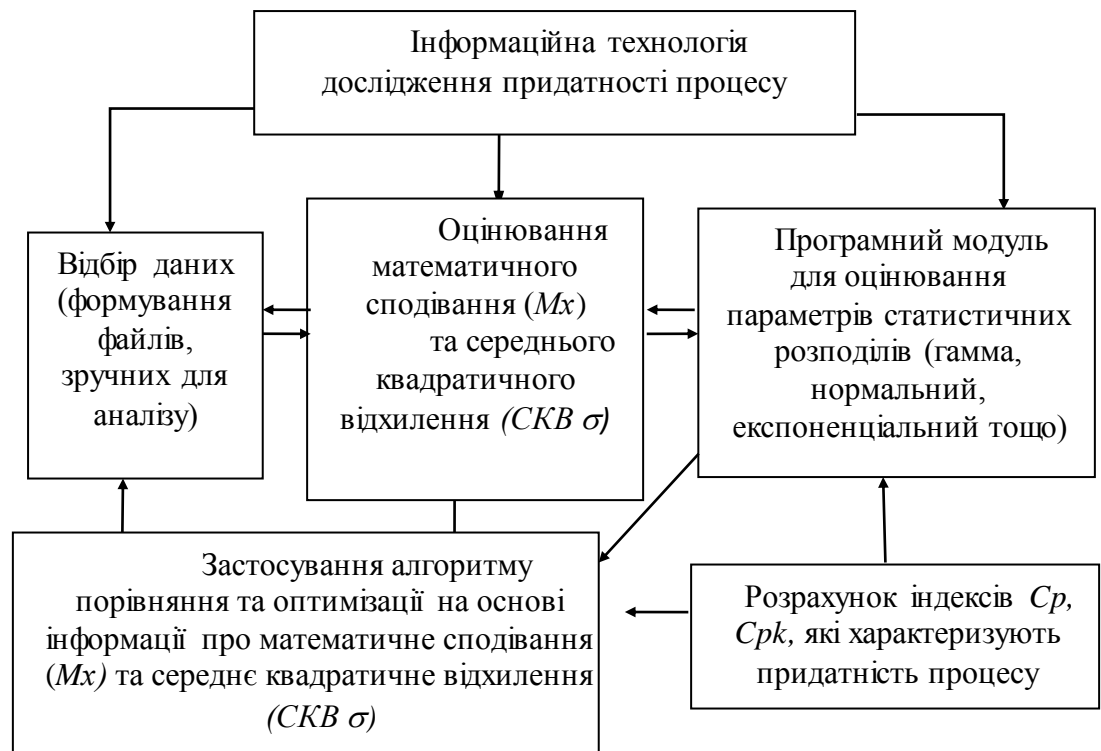 Інформаційна технологія
дослідження придатності процесу
Відбір даних
(формування
файлів,
зручних для
аналізу)
Оцінювання
математичного
сподівання (Mx)
та середнього
квадратичного
відхилення (СКВ σ)
Програмний модуль
для оцінювання
параметрів статистичних
розподілів (гамма,
нормальний,
експоненціальний тощо)
Застосування алгоритму
порівняння та оптимізації на основі
інформації про математичне сподівання
(Mx) та середнє квадратичне відхилення
(СКВ σ)
Розрахунок індексів Cp,
Cpk, які характеризують
придатність процесу